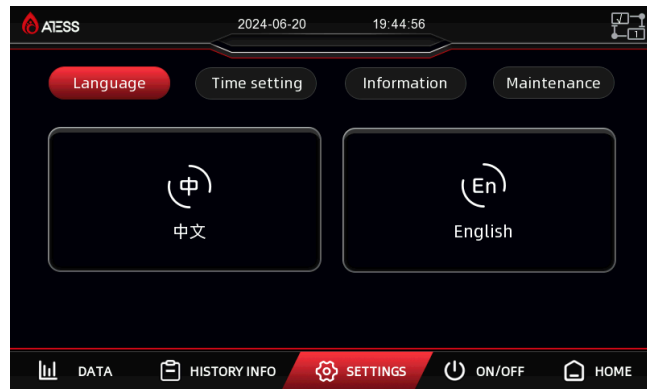 ATESS 2024-06-20 19:44:56
1
Language Time setting Information Maintenance
中 En
中文 English
DATA HISTORY INFO SETTINGS ON/OFF HOME